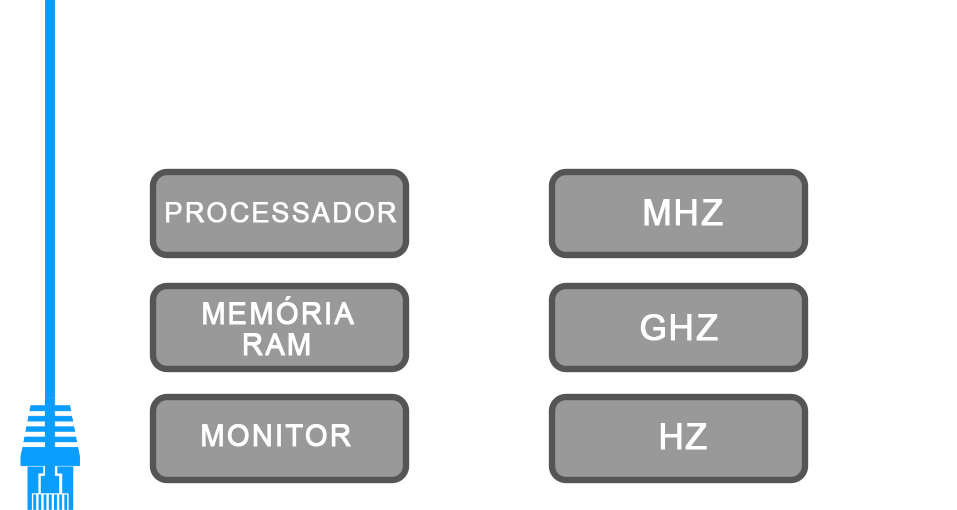 PROCESSADOR
MHZ
MEMÓRIA
RAM
GHZ
MONITOR
HZ